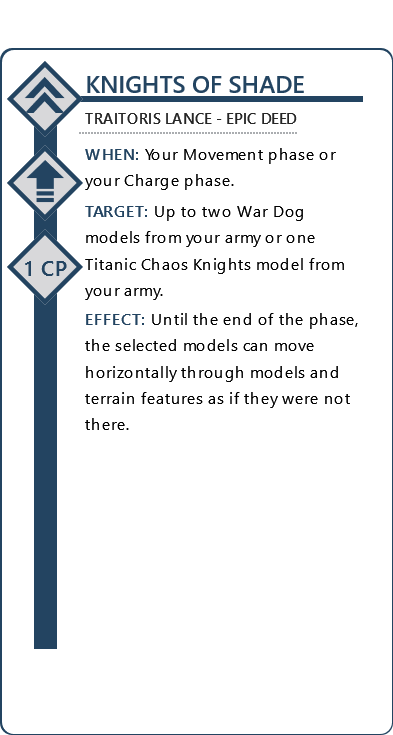 KNIGHTS OF SHADE
TRAITORIS LANCE - EPIC DEED
WHEN: Your Movement phase or
your Charge phase.
TARGET: Up to two War Dog
models from your army or one
1 CP
Titanic Chaos Knights model from
your army.
EFFECT: Until the end of the phase,
the selected models can move
horizontally through models and
terrain features as if they were not
there.